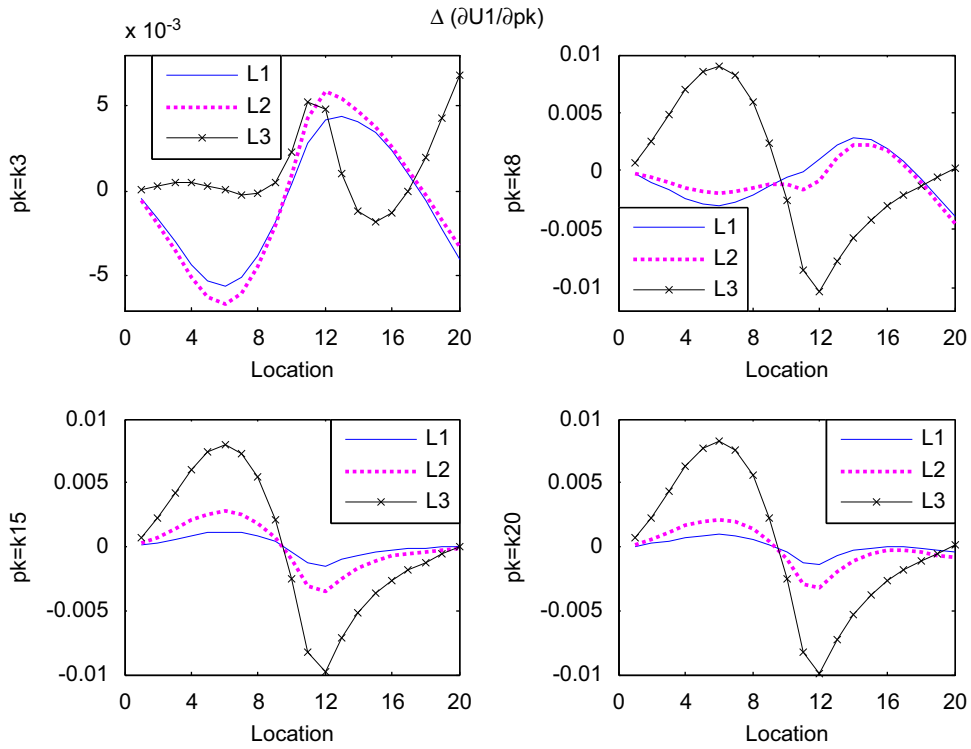 Δ (∂U1/∂pk)
x 10⁻³
5
0
-5
pk=k3
L1
L2
L3
0 4 8 12 16 20
Location
0.01
0.005
0
-0.005
-0.01
pk=k8
L1
L2
L3
0 4 8 12 16 20
Location
0.01
0.005
0
-0.005
-0.01
pk=k15
L1
L2
L3
0 4 8 12 16 20
Location
0.01
0.005
0
-0.005
-0.01
pk=k20
L1
L2
L3
0 4 8 12 16 20
Location